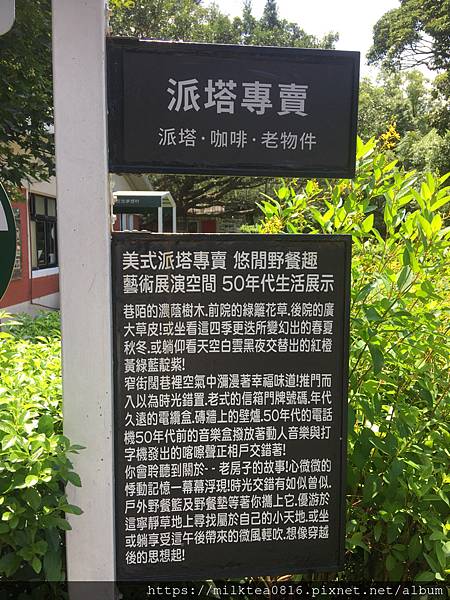 派塔專賣
派塔·咖啡·老物件
美式派塔專賣 悠閒野餐趣
藝術展演空間 50年代生活展示
巷陌的濃蔭樹木,前院的綠籬花草,後院的廣
大草皮!或坐看這四季更迭所變幻出的春夏
秋冬,或躺仰看天空白雲黑夜交替出的紅橙
黃綠藍靛紫!
窄街閭巷裡空氣中瀰漫著幸福味道!推門而
入以為時光錯置,老式的信箱門牌號碼,年代
久遠的電纜盒,磚牆上的壁爐,50年代的電話
機50年代前的音樂盒撥放著動人音樂與打
字機發出的喀嚓聲正相戶交錯著!
你會聆聽到關於--老房子的故事!心微微的
悸動記憶一幕幕浮現!時光交錯有如似曾似,
戶外野餐籃及野餐墊等著你攜上它,優游於
這寧靜草地上尋找屬於自己的小天地,或坐
或躺享受這午後帶來的微風輕吹,想像穿越
後的思想起!
https://milktea0816.pixnet.net/album